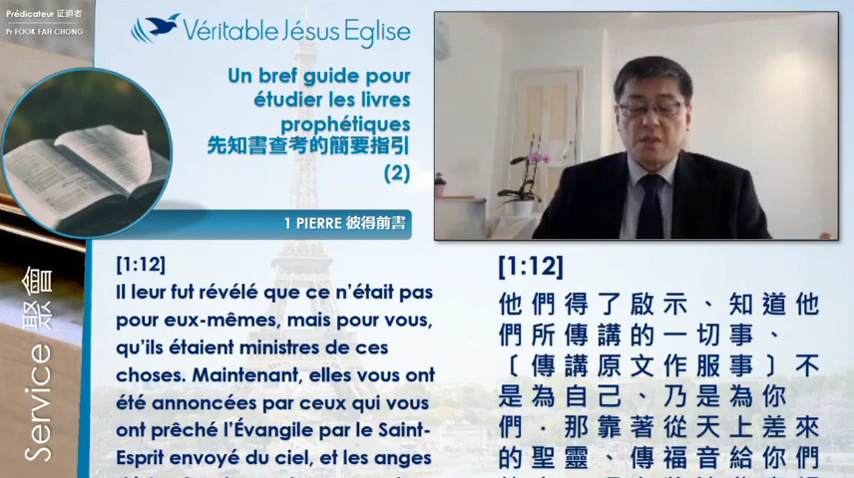 Prédicateur 証道者
Pr FOOK FAH CHONG
Véritable Jésus Eglise
Un bref guide pour
étudier les livres
prophétiques
先知書查考的簡要指引
(2)
1 PIERRE 彼得前書
Service 聚會
[1:12]
Il leur fut révélé que ce n’était pas
pour eux-mêmes, mais pour vous,
qu’ils étaient ministres de ces
choses. Maintenant, elles vous ont
été annoncées par ceux qui vous
ont prêché l’Évangile par le Saint-
Esprit envoyé du ciel, et les anges
[1:12]
他們得了啟示、知道他
們所傳講的一切事、
〔傳講原文作服事〕不
是為自己、乃是為你
們．那靠著從天上差來
的聖靈、傳福音給你們